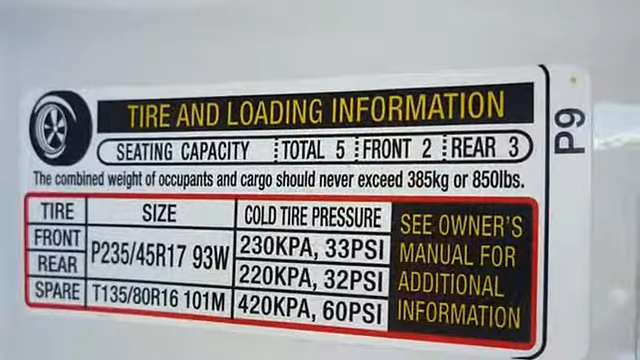 TIRE AND LOADING INFORMATION
SEATING CAPACITY TOTAL 5 FRONT 2 REAR 3
The combined weight of occupants and cargo should never exceed 385kg or 850lbs.
TIRE SIZE COLD TIRE PRESSURE
FRONT P235/45R17 93W 230KPA, 33PSI
REAR 220KPA, 32PSI
SPARE T135/80R16 101M 420KPA, 60PSI
SEE OWNER'S
MANUAL FOR
ADDITIONAL
INFORMATION
P9